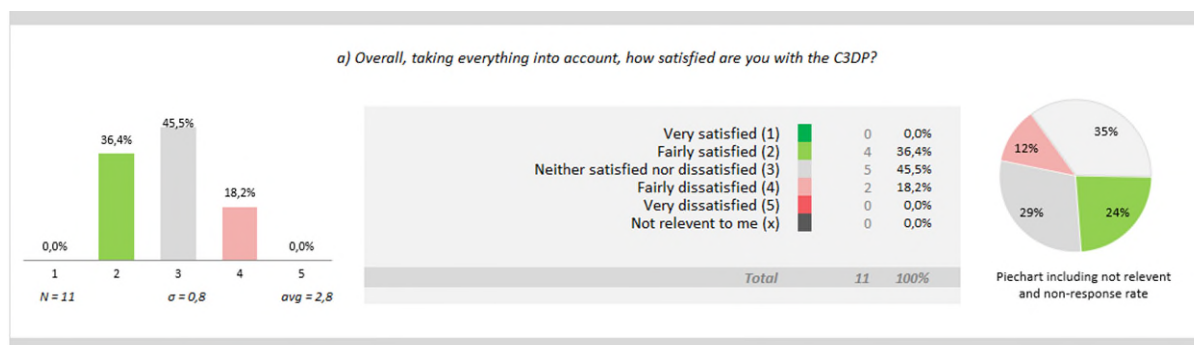 a) Overall, taking everything into account, how satisfied are you with the C3DP?
0,0%
36,4%
45,5%
18,2%
0,0%
1 2 3 4 5
N = 11 σ = 0,8 avg = 2,8
Very satisfied (1) 0 0,0%
Fairly satisfied (2) 4 36,4%
Neither satisfied nor dissatisfied (3) 5 45,5%
Fairly dissatisfied (4) 2 18,2%
Very dissatisfied (5) 0 0,0%
Not relevent to me (x) 0 0,0%
Total 11 100%
35%
12%
29%
24%
Piechart including not relevent
and non-response rate